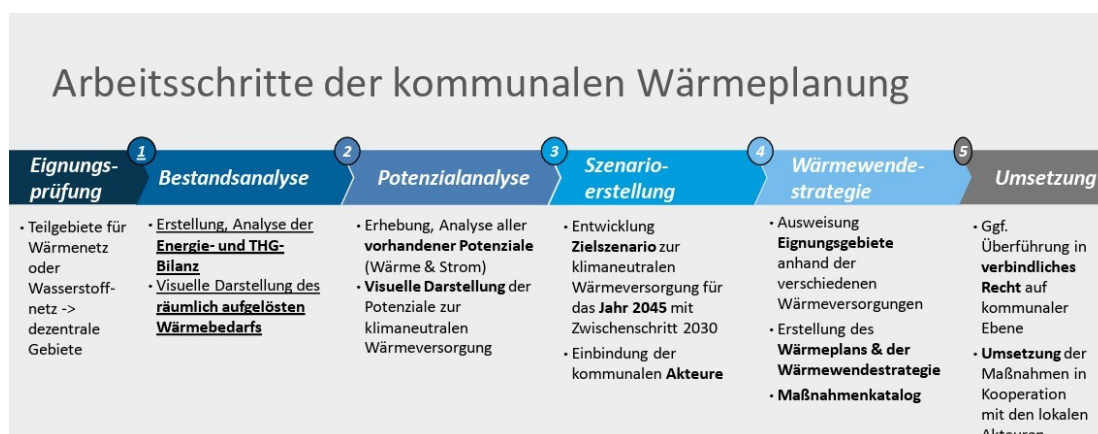 Arbeitsschritte der kommunalen Wärmeplanung
Eignungs-
prüfung
1
Bestandsanalyse
2
Potenzialanalyse
3
Szenario-
erstellung
4
Wärmewende-
strategie
5
Umsetzung
• Teilgebiete für
Wärmenetz
oder
Wasserstoff-
netz ->
dezentrale
Gebiete
• Erstellung, Analyse der
Energie- und THG-
Bilanz
• Visuelle Darstellung des
räumlich aufgelösten
Wärmebedarfs
• Erhebung, Analyse aller
vorhandener Potenziale
(Wärme & Strom)
• Visuelle Darstellung der
Potenziale zur
klimaneutralen
Wärmeversorgung
• Entwicklung
Zielszenario zur
klimaneutralen
Wärmeversorgung für
das Jahr 2045 mit
Zwischenschritt 2030
• Einbindung der
kommunalen Akteure
• Ausweisung
Eignungsgebiete
anhand der
verschiedenen
Wärmeversorgungen
• Erstellung des
Wärmeplans & der
Wärmewendestrategie
• Maßnahmenkatalog
• Ggf.
Überführung in
verbindliches
Recht auf
kommunaler
Ebene
• Umsetzung der
Maßnahmen in
Kooperation
mit den lokalen
Akteuren